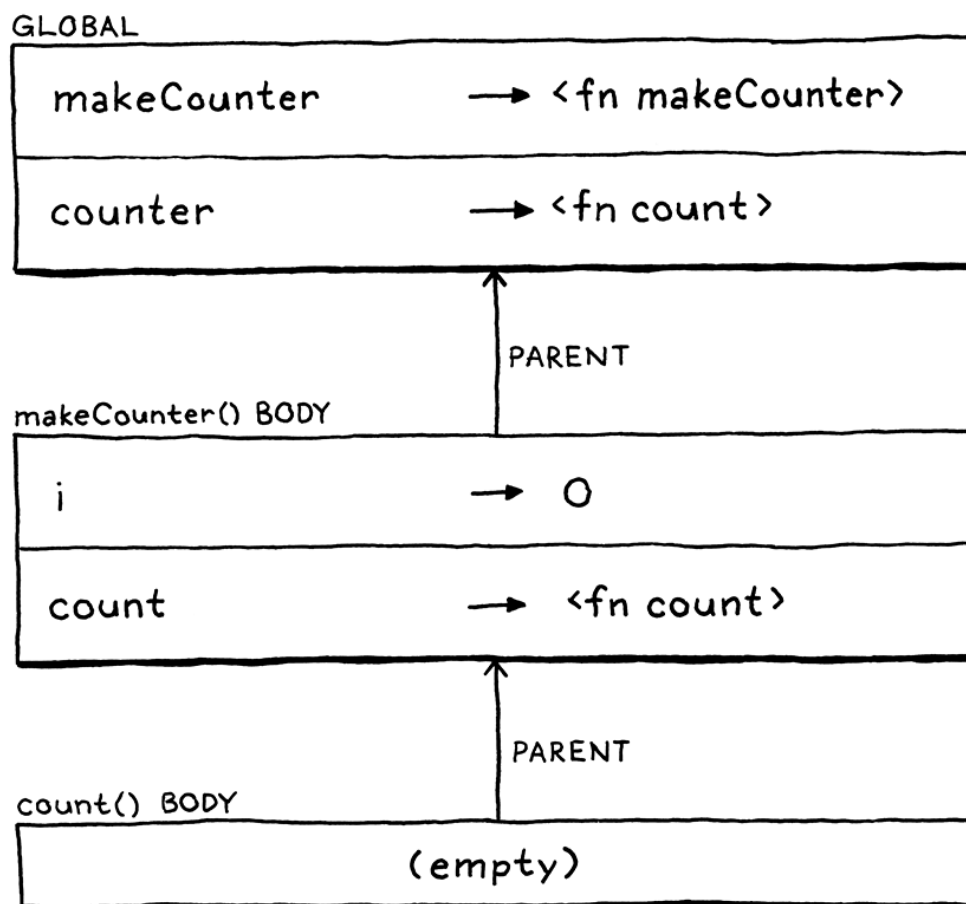 GLOBAL
makeCounter → <fn makeCounter>
counter → <fn count>
PARENT
makeCounter() BODY
i → 0
count → <fn count>
PARENT
count() BODY
(empty)